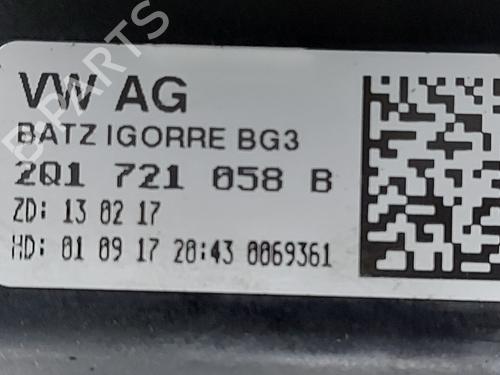 VW AG
BATZ IGORRE BG3
2Q1 721 058 B
ZD: 13 02 17
HD: 01 09 17 20:43 0069361
B-PARTS